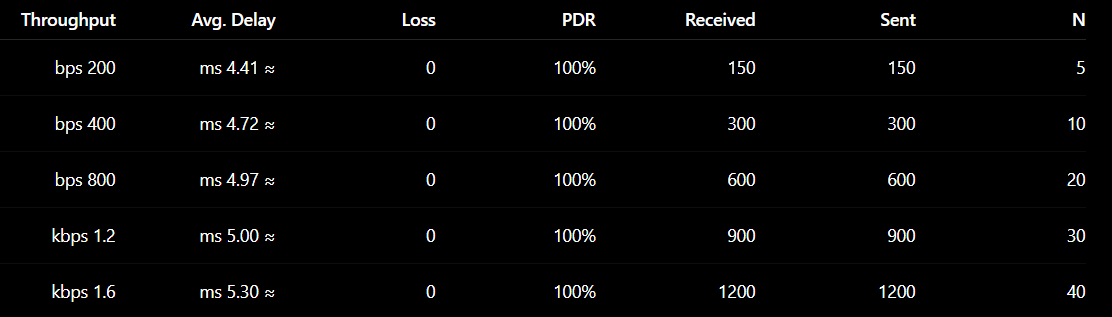 Throughput Avg. Delay Loss PDR Received Sent N
bps 200 ms 4.41 ≈ 0 100% 150 150 5
bps 400 ms 4.72 ≈ 0 100% 300 300 10
bps 800 ms 4.97 ≈ 0 100% 600 600 20
kbps 1.2 ms 5.00 ≈ 0 100% 900 900 30
kbps 1.6 ms 5.30 ≈ 0 100% 1200 1200 40